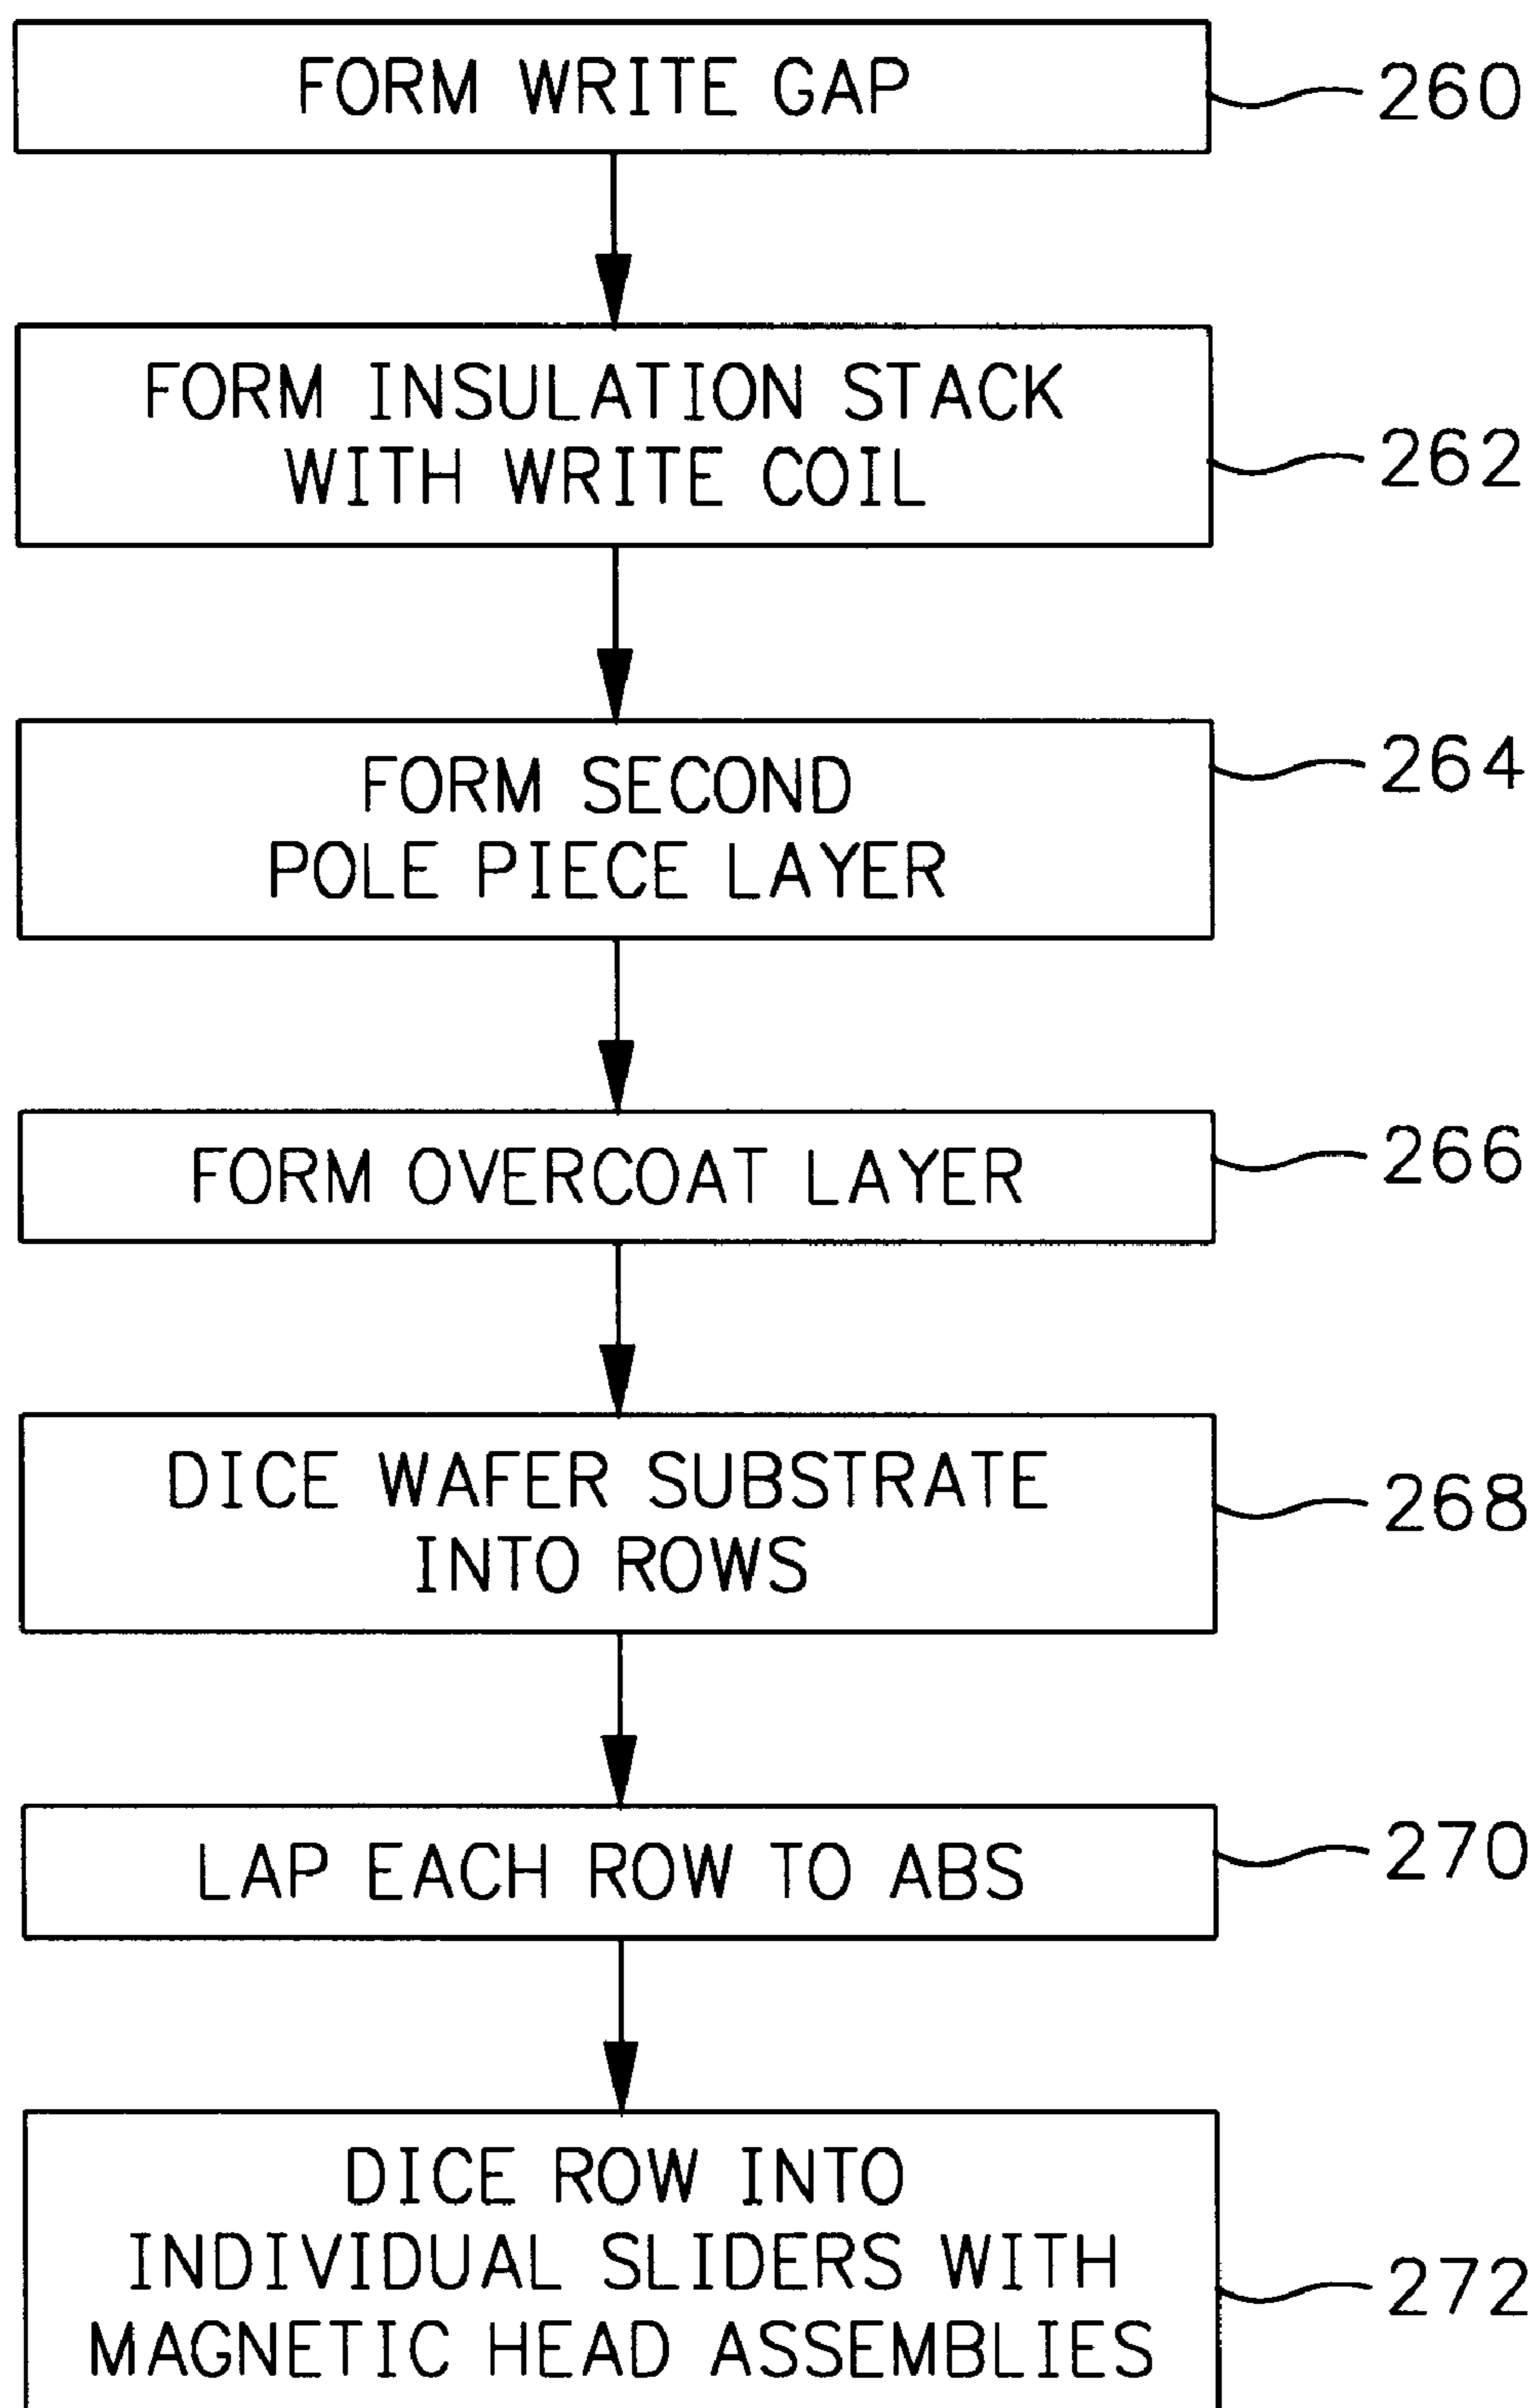 FORM WRITE GAP
260
FORM INSULATION STACK
WITH WRITE COIL
262
FORM SECOND
POLE PIECE LAYER
264
FORM OVERCOAT LAYER
266
DICE WAFER SUBSTRATE
INTO ROWS
268
LAP EACH ROW TO ABS
270
DICE ROW INTO
INDIVIDUAL SLIDERS WITH
MAGNETIC HEAD ASSEMBLIES
272